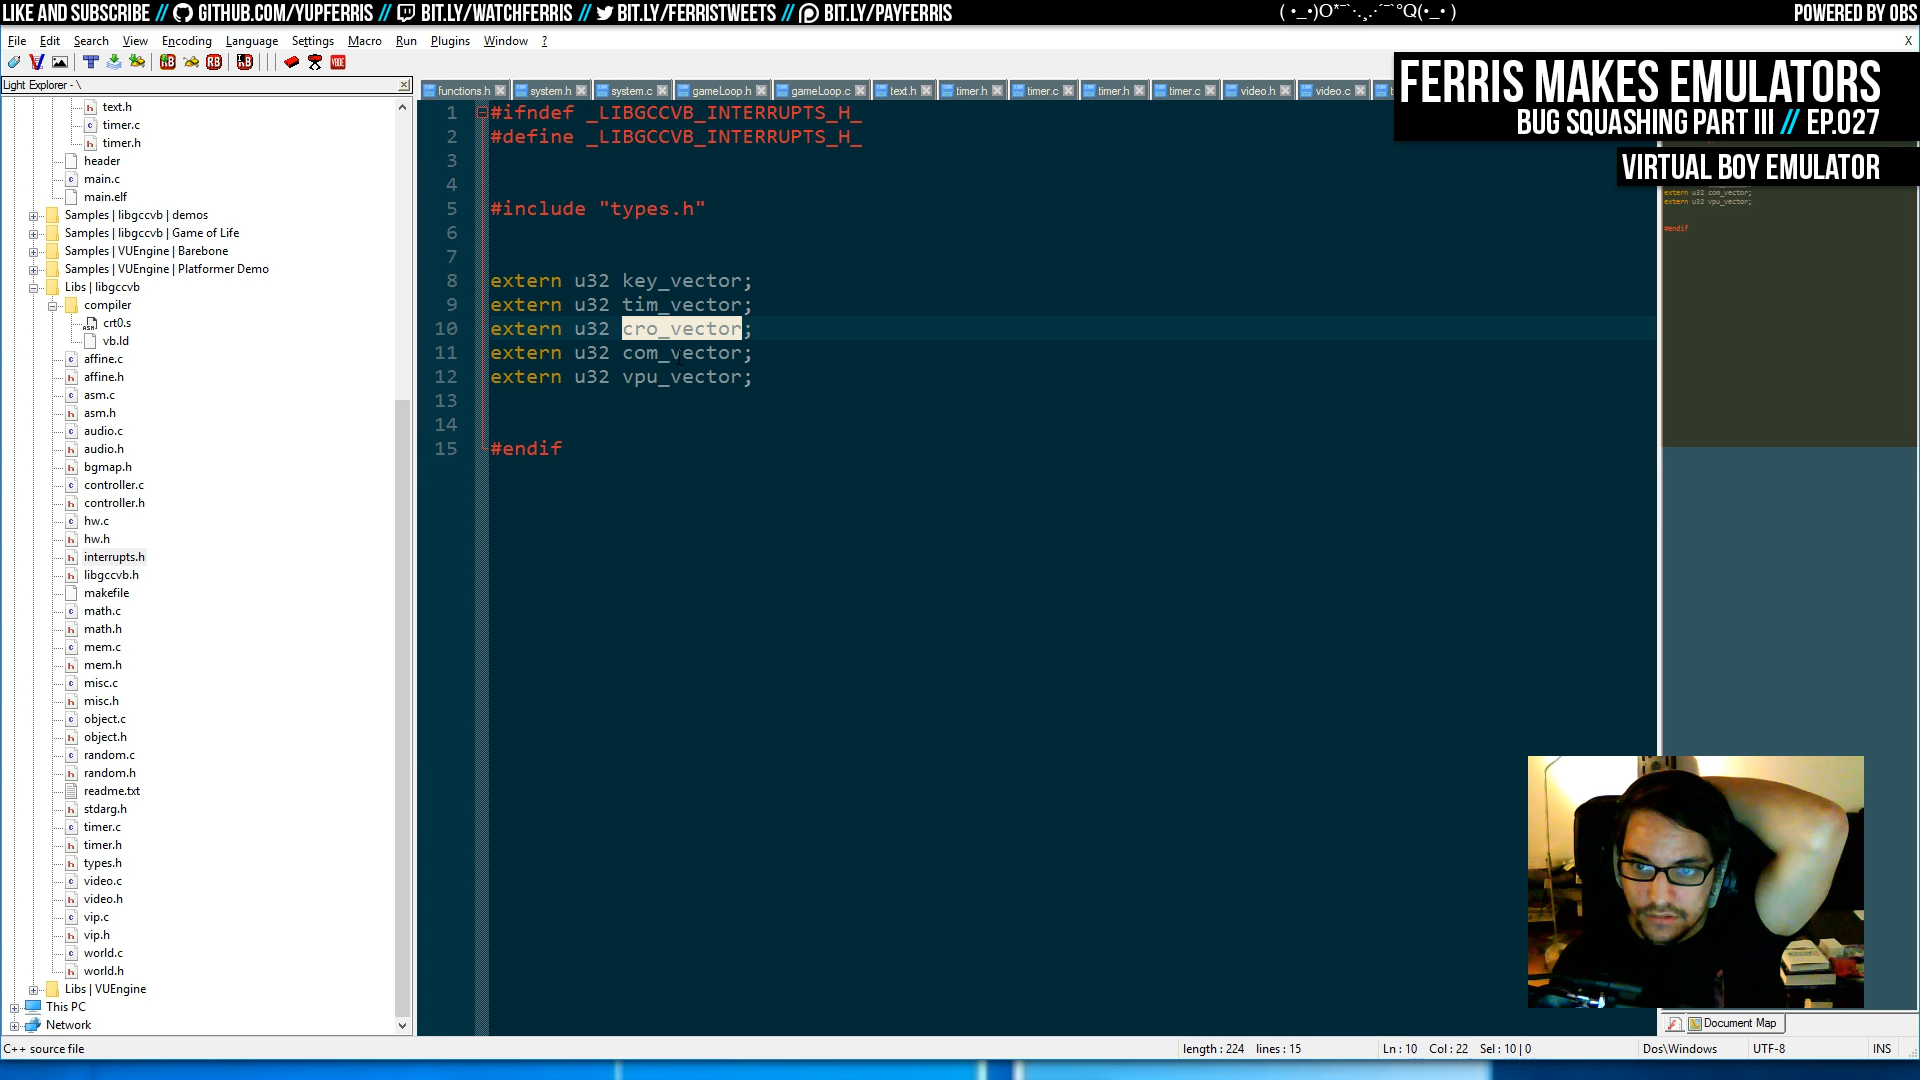 LIKE AND SUBSCRIBE // GITHUB.COM/YUPFERRIS // BIT.LY/WATCHFERRIS // BIT.LY/FERRISTWEETS // BIT.LY/PAYFERRIS
POWERED BY OBS
File Edit Search View Encoding Language Settings Macro Run Plugins Window ? X
FERRIS MAKES EMULATORS
BUG SQUASHING PART III // EP.027
VIRTUAL BOY EMULATOR
Light Explorer - \
functions.h system.h system.c gameLoop.h gameLoop.c text.h timer.h timer.c timer.h timer.c video.h video.c
text.h
timer.c
timer.h
header
main.c
main.elf
Samples | libgccvb | demos
Samples | libgccvb | Game of Life
Samples | VUEngine | Barebone
Samples | VUEngine | Platformer Demo
Libs | libgccvb
compiler
crt0.s
vb.ld
affine.c
affine.h
asm.c
asm.h
audio.c
audio.h
bgmap.h
controller.c
controller.h
hw.c
hw.h
interrupts.h
libgccvb.h
makefile
math.c
math.h
mem.c
mem.h
misc.c
misc.h
object.c
object.h
random.c
random.h
readme.txt
stdarg.h
timer.c
timer.h
types.h
video.c
video.h
vip.c
vip.h
world.c
world.h
Libs | VUEngine
This PC
Network
1 #ifndef _LIBGCCVB_INTERRUPTS_H_
2 #define _LIBGCCVB_INTERRUPTS_H_
3
4
5 #include "types.h"
6
7
8 extern u32 key_vector;
9 extern u32 tim_vector;
10 extern u32 cro_vector;
11 extern u32 com_vector;
12 extern u32 vpu_vector;
13
14
15 #endif
extern u32 com_vector;
extern u32 vpu_vector;
#endif
Document Map
C++ source file
length : 224 lines : 15
Ln : 10 Col : 22 Sel : 10 | 0
Dos\Windows
UTF-8
INS